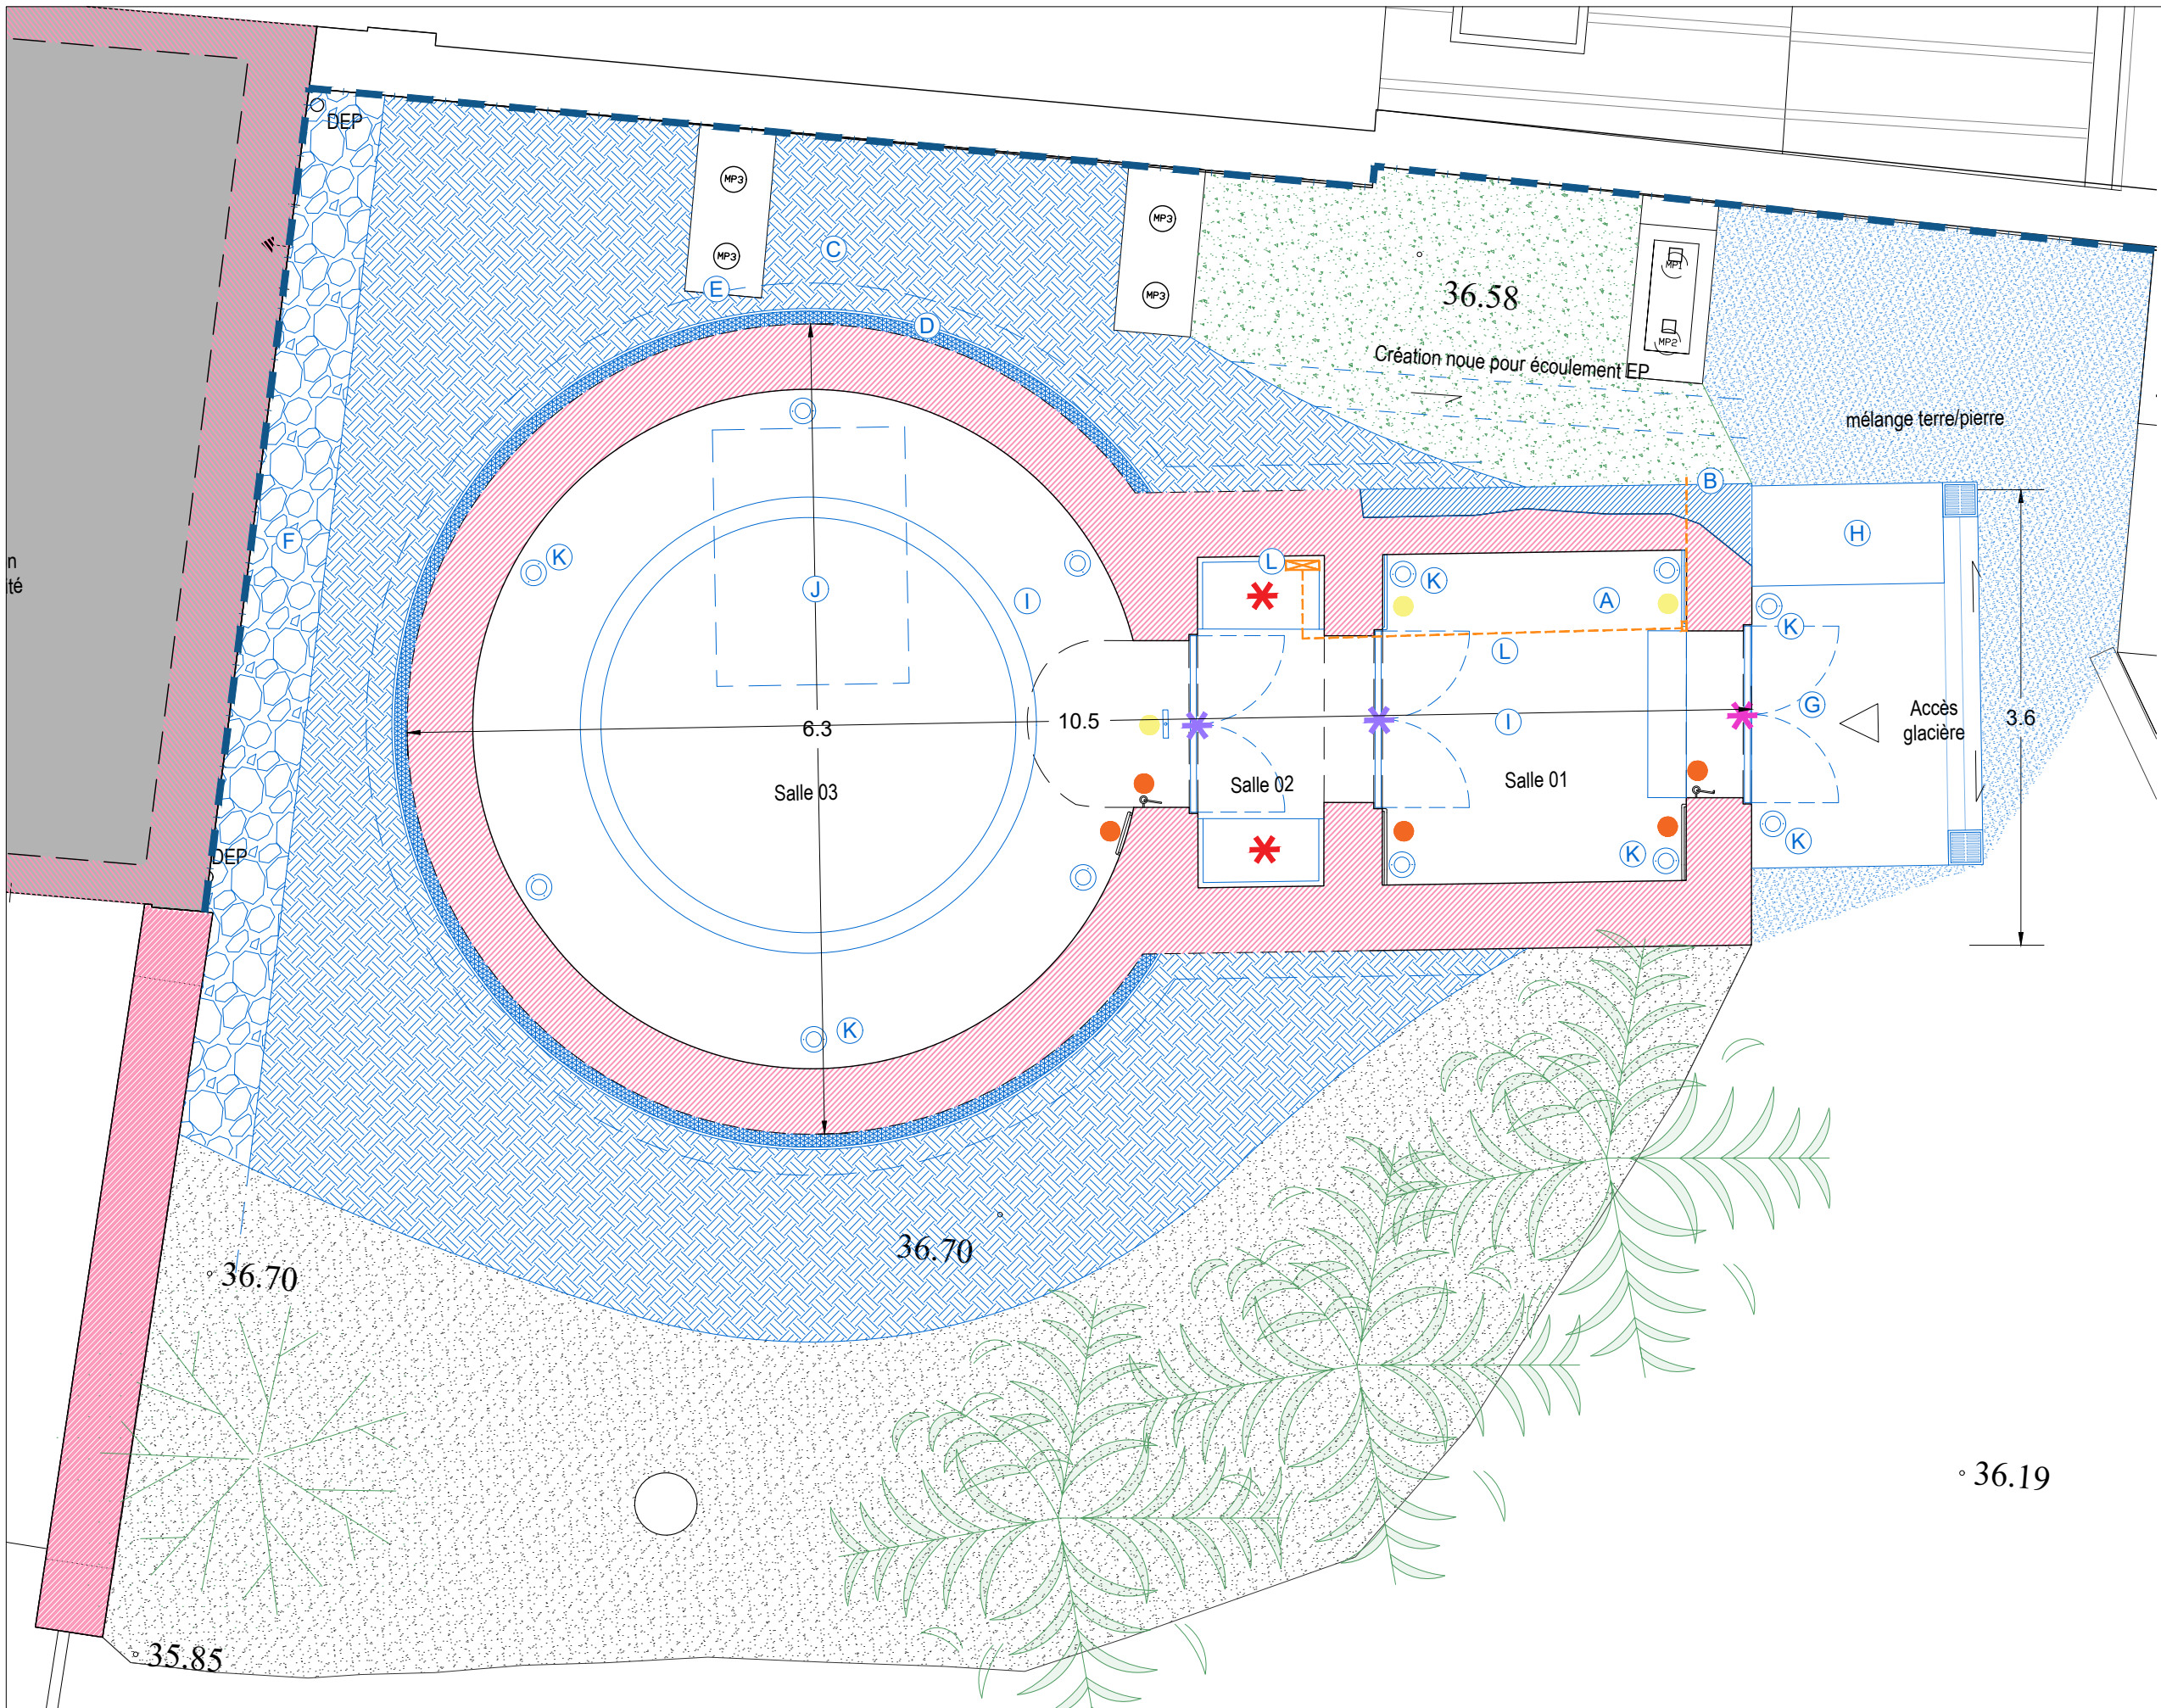 DEP
MP3
MP3
C
MP3
MP3
E
36.58
MP1
MP2
D
Création noue pour écoulement EP
mélange terre/pierre
B
H
F
n
ité
K
J
I
L
K
A
K
L
G
I
Accès
glacière
10.5
6.3
3.6
Salle 03
Salle 02
Salle 01
K
K
DEP
K
36.70
36.70
36.19
35.85